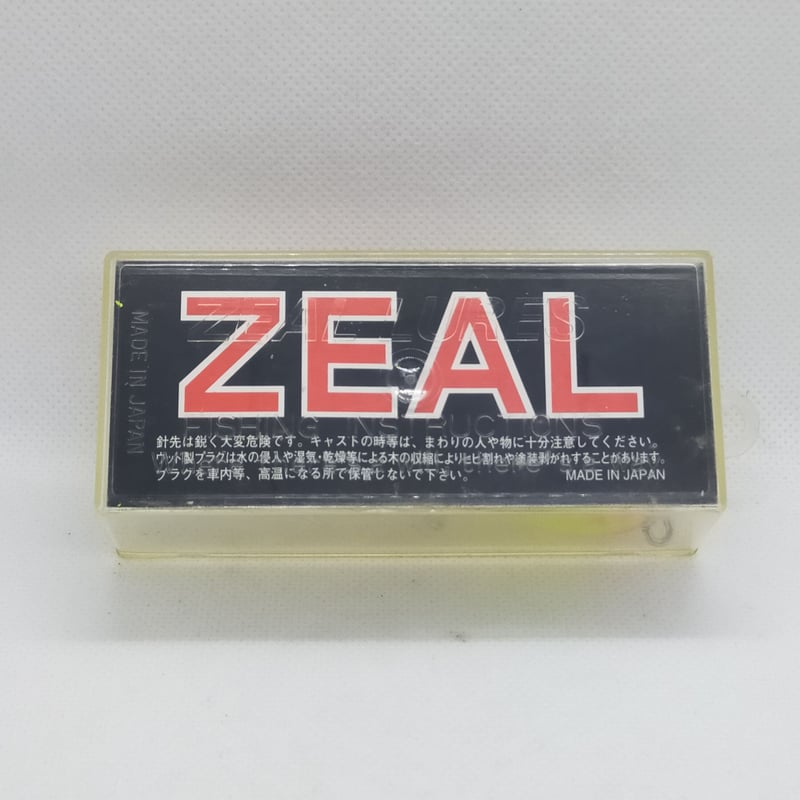 ZEAL
ZEAL LURES
MADE IN JAPAN
FISHING INSTRUCTIONS
針先は鋭く大変危険です。キャストの時等は、まわりの人や物に十分注意してください。
ウッド製プラグは水の侵入や湿気・乾燥等による木の収縮によりヒビ割れや塗装剥がれすることがあります。
プラグを車内等、高温になる所で保管しないで下さい。 MADE IN JAPAN